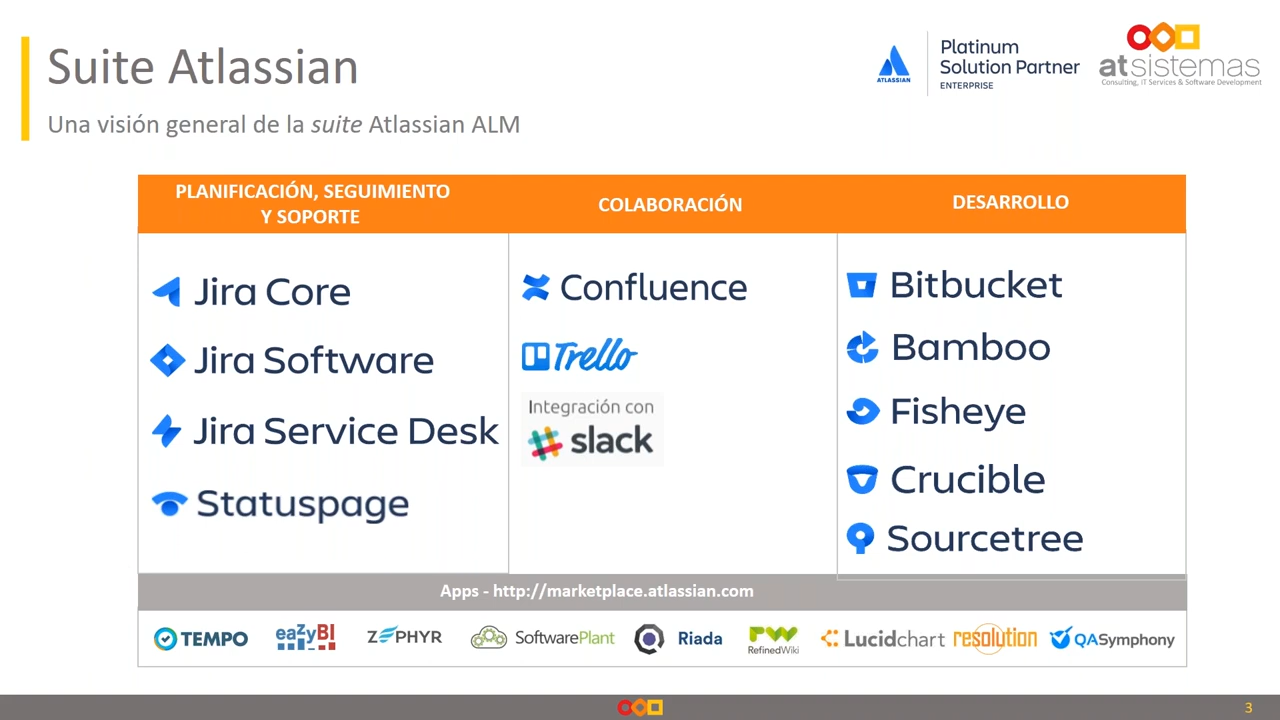 Suite Atlassian
Una visión general de la suite Atlassian ALM
ATLASSIAN
Platinum
Solution Partner
ENTERPRISE
atsistemas
Consulting, IT Services & Software Development
PLANIFICACIÓN, SEGUIMIENTO
Y SOPORTE
COLABORACIÓN
DESARROLLO
Jira Core
Jira Software
Jira Service Desk
Statuspage
Confluence
Trello
Integración con
slack
Bitbucket
Bamboo
Fisheye
Crucible
Sourcetree
Apps - http://marketplace.atlassian.com
TEMPO
eaZyBI
ZEPHYR
SoftwarePlant
Riada
RefinedWiki
Lucidchart
resolution
QASymphony
3